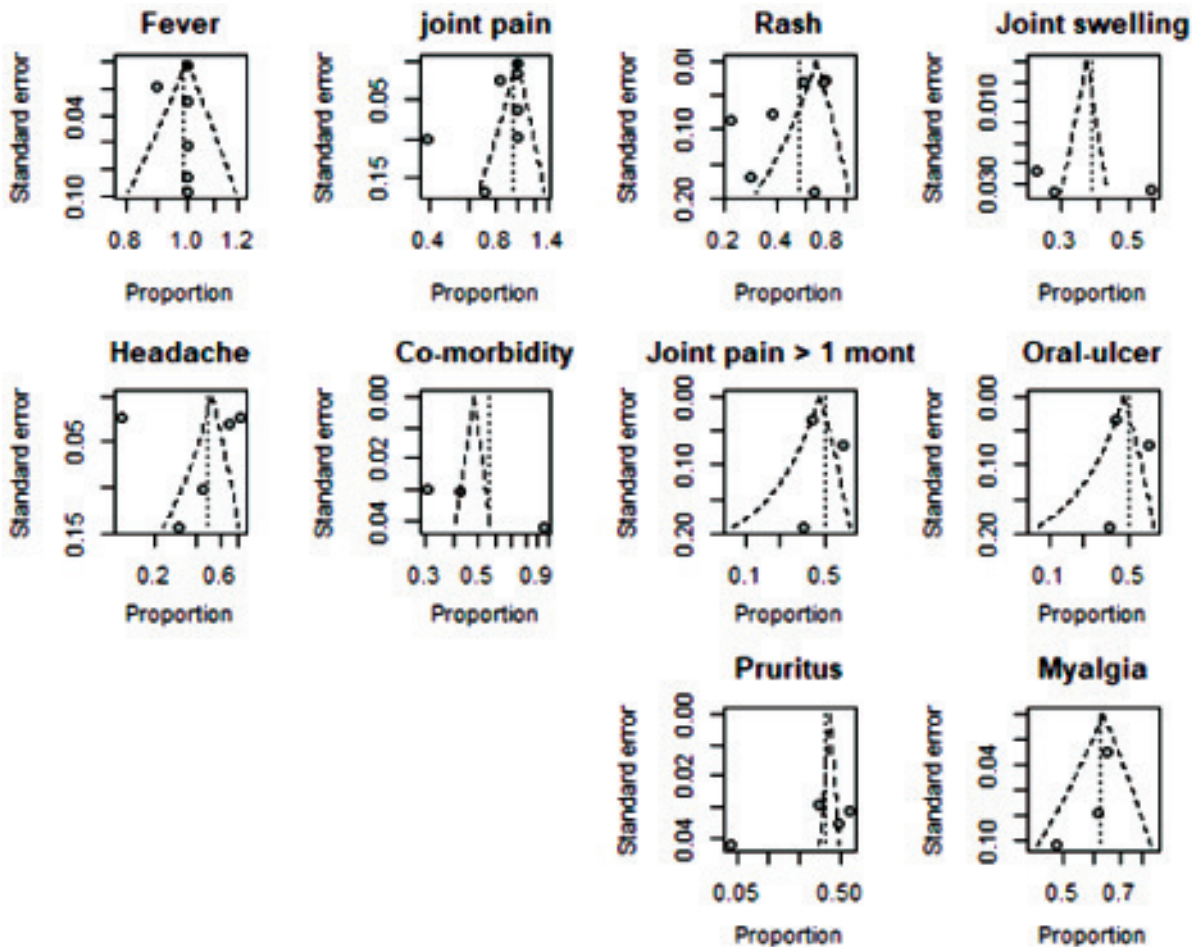 Fever
Standard error
0.04
0.10
0.8 1.0 1.2
Proportion
joint pain
Standard error
0.05
0.15
0.4 0.8 1.4
Proportion
Rash
Standard error
0.10
0.20
0.2 0.4 0.8
Proportion
Joint swelling
Standard error
0.010
0.030
0.3 0.5
Proportion
Headache
Standard error
0.05
0.15
0.2 0.6
Proportion
Co-morbidity
Standard error
0.00
0.02
0.04
0.3 0.5 0.9
Proportion
Joint pain > 1 mont
Standard error
0.00
0.10
0.20
0.1 0.5
Proportion
Oral-ulcer
Standard error
0.00
0.10
0.20
0.1 0.5
Proportion
Pruritus
Standard error
0.00
0.02
0.04
0.05 0.50
Proportion
Myalgia
Standard error
0.04
0.10
0.5 0.7
Proportion